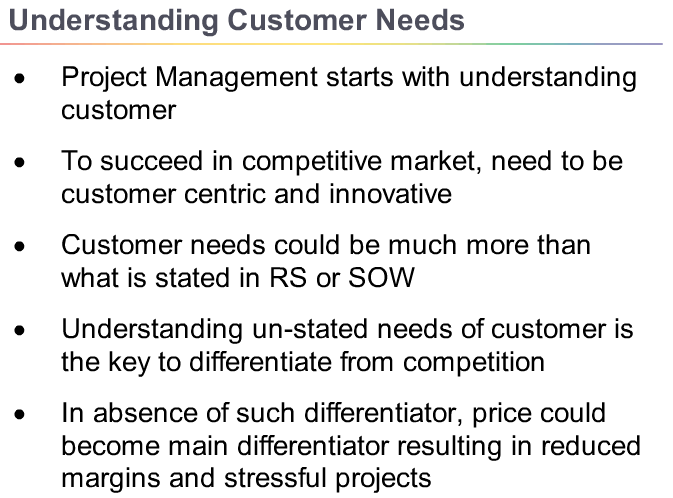 Understanding Customer Needs
• Project Management starts with understanding
customer
• To succeed in competitive market, need to be
customer centric and innovative
• Customer needs could be much more than
what is stated in RS or SOW
• Understanding un-stated needs of customer is
the key to differentiate from competition
• In absence of such differentiator, price could
become main differentiator resulting in reduced
margins and stressful projects